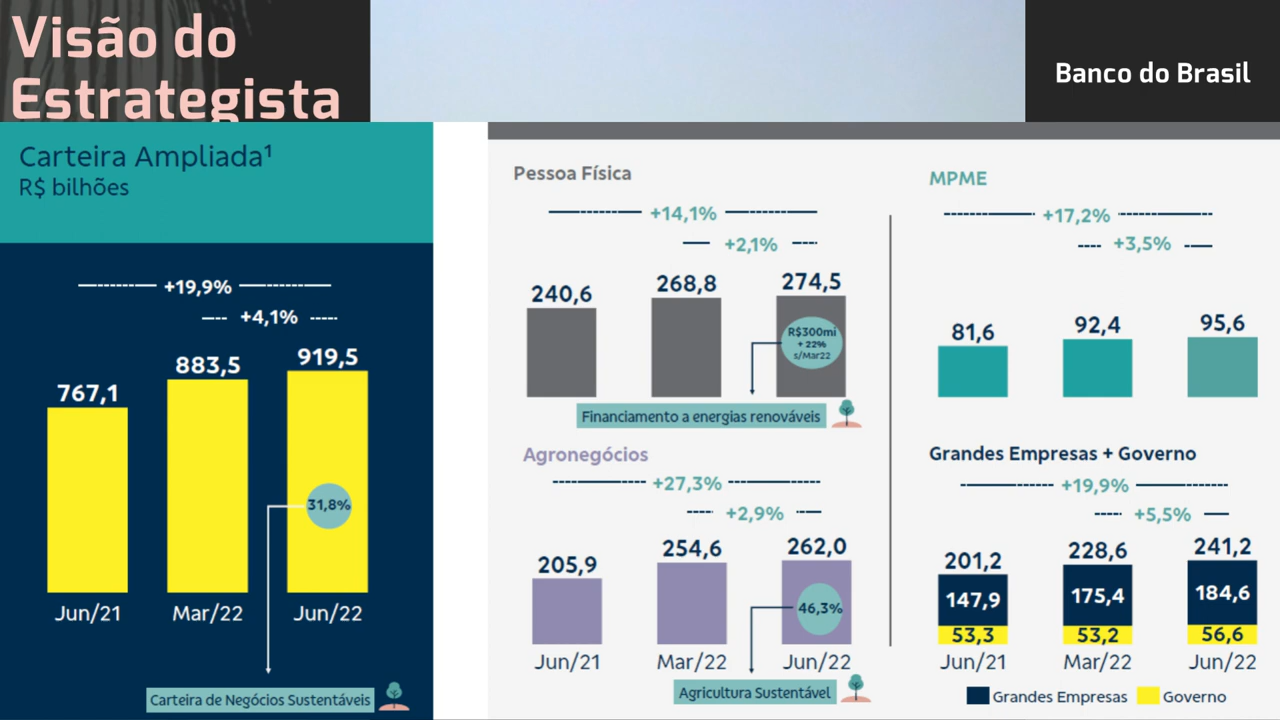 Visão do
Estrategista
Banco do Brasil
Carteira Ampliada¹
R$ bilhões
+19,9%
+4,1%
767,1
883,5
919,5
31,8%
Jun/21
Mar/22
Jun/22
Carteira de Negócios Sustentáveis
Pessoa Física
+14,1%
+2,1%
240,6
268,8
274,5
R$300mi
+ 22%
s/Mar22
Financiamento a energias renováveis
MPME
+17,2%
+3,5%
81,6
92,4
95,6
Agronegócios
+27,3%
+2,9%
205,9
254,6
262,0
46,3%
Jun/21
Mar/22
Jun/22
Agricultura Sustentável
Grandes Empresas + Governo
+19,9%
+5,5%
201,2
228,6
241,2
147,9
175,4
184,6
53,3
53,2
56,6
Jun/21
Mar/22
Jun/22
Grandes Empresas
Governo